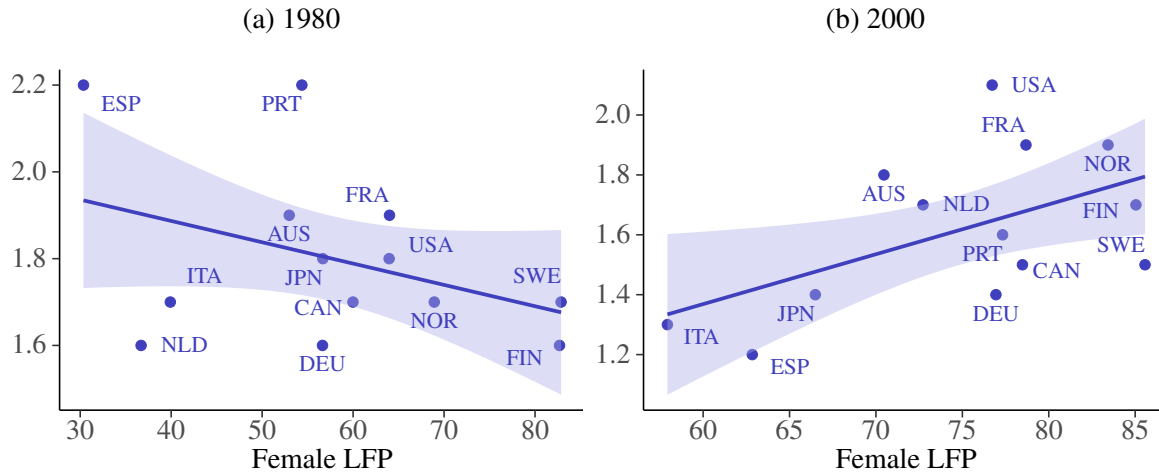 (a) 1980
2.2
2.0
1.8
1.6
ESP
PRT
FRA
AUS
USA
ITA
JPN
SWE
CAN
NOR
NLD
DEU
FIN
30 40 50 60 70 80
Female LFP
(b) 2000
2.0
1.8
1.6
1.4
1.2
USA
FRA
NOR
AUS
NLD
FIN
PRT
SWE
CAN
JPN
DEU
ITA
ESP
60 65 70 75 80 85
Female LFP